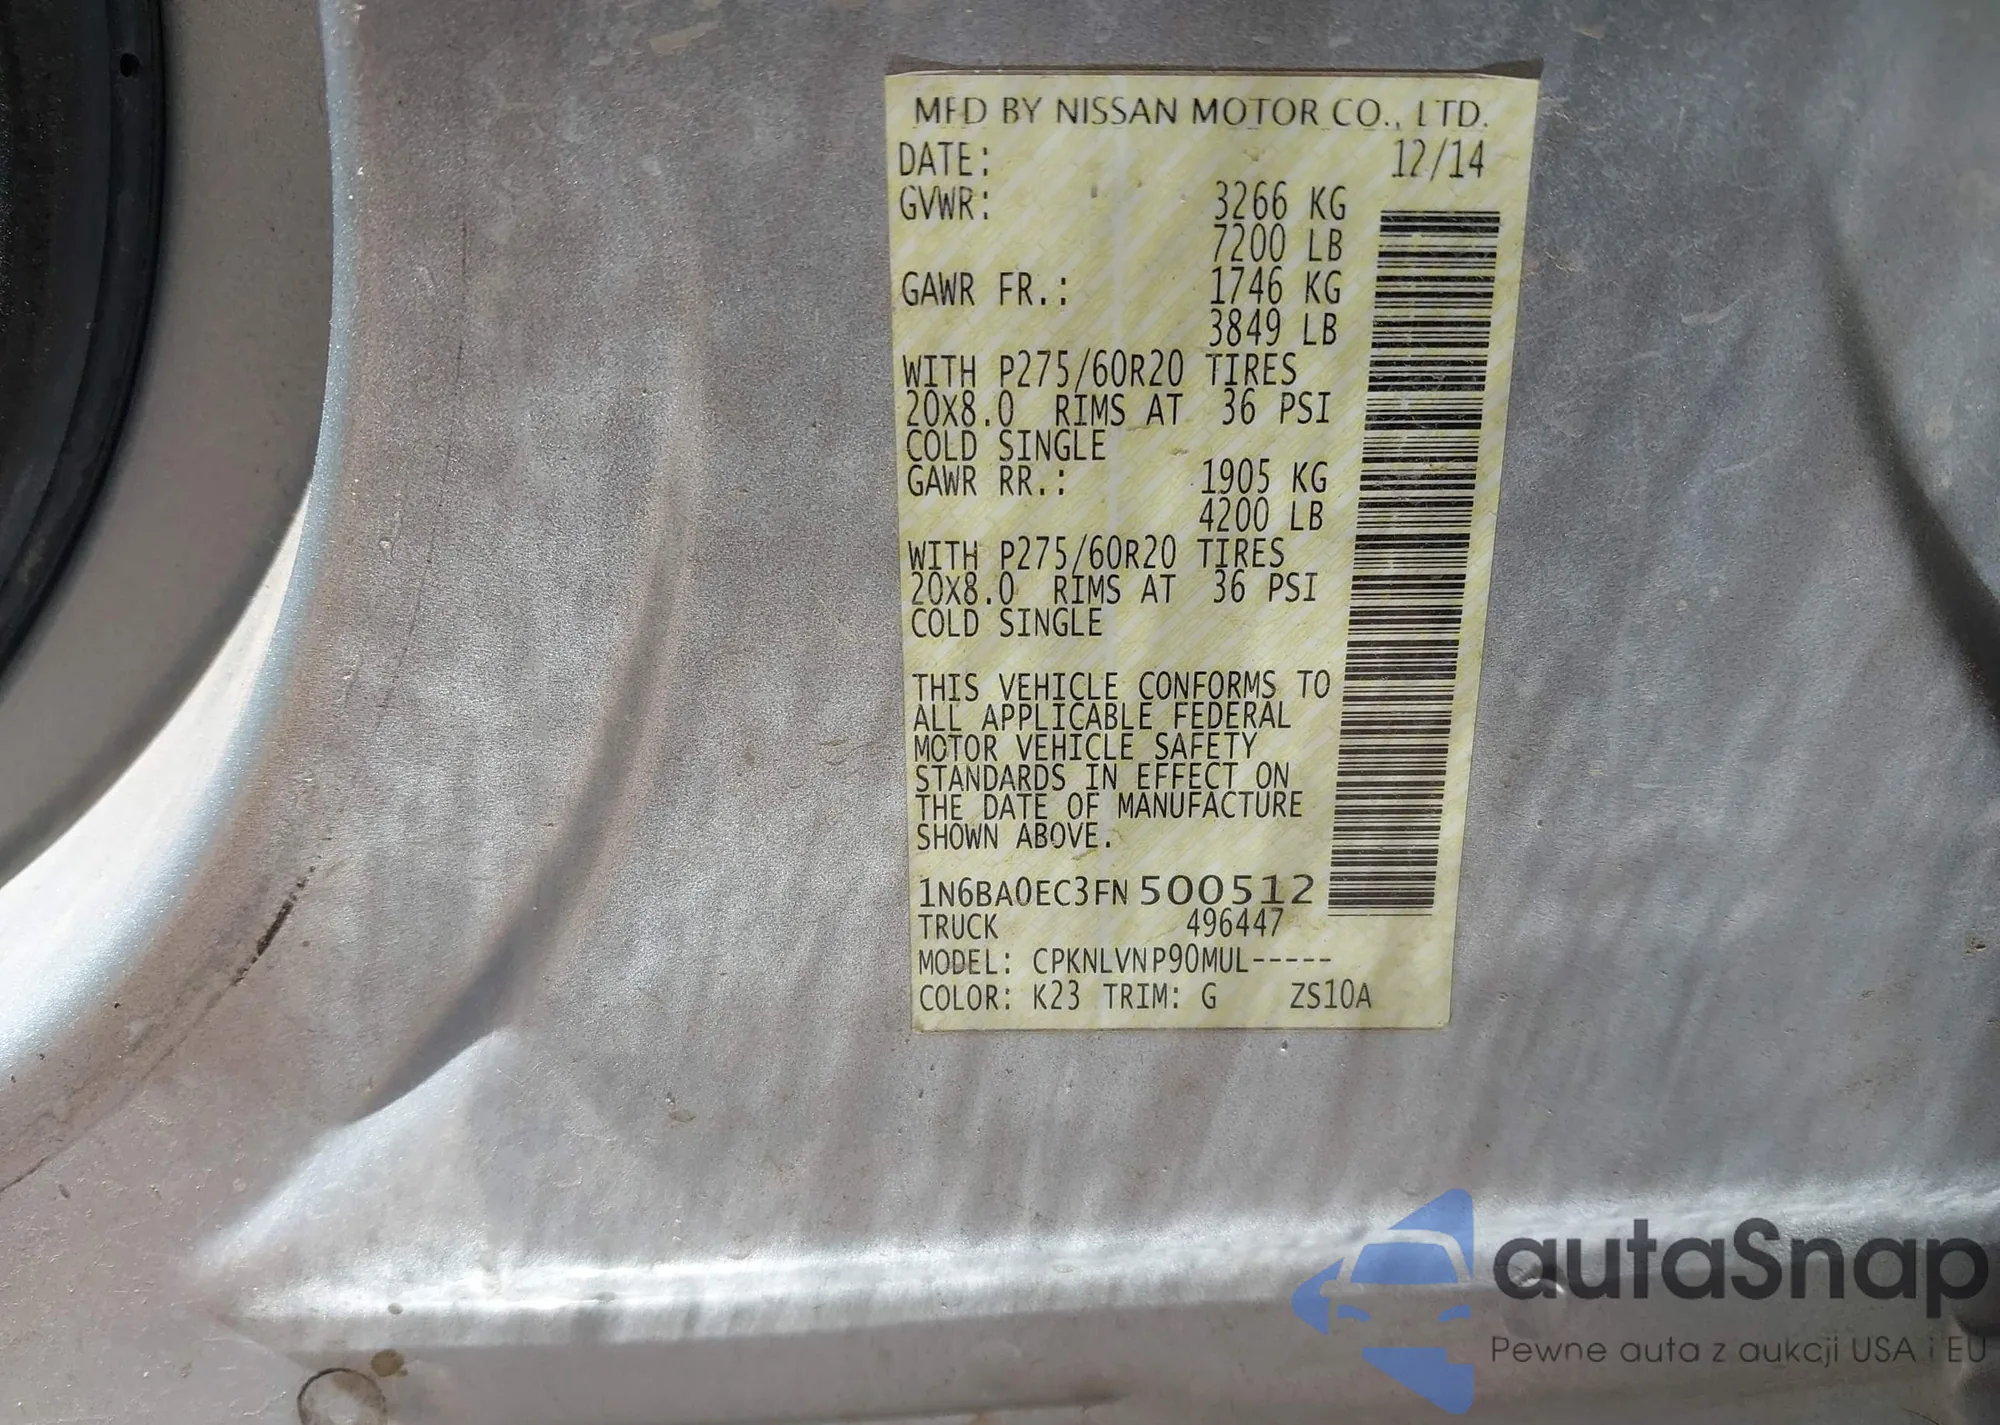 MFD BY NISSAN MOTOR CO., LTD.
DATE: 12/14
GVWR: 3266 KG
7200 LB
GAWR FR.: 1746 KG
3849 LB
WITH P275/60R20 TIRES
20X8.0 RIMS AT 36 PSI
COLD SINGLE
GAWR RR.: 1905 KG
4200 LB
WITH P275/60R20 TIRES
20X8.0 RIMS AT 36 PSI
COLD SINGLE
THIS VEHICLE CONFORMS TO
ALL APPLICABLE FEDERAL
MOTOR VEHICLE SAFETY
STANDARDS IN EFFECT ON
THE DATE OF MANUFACTURE
SHOWN ABOVE.
1N6BA0EC3FN 500512
TRUCK 496447
MODEL: CPKNLVNP90MUL-----
COLOR: K23 TRIM: G ZS10A
autaSnap
Pewne auta z aukcji USA i EU